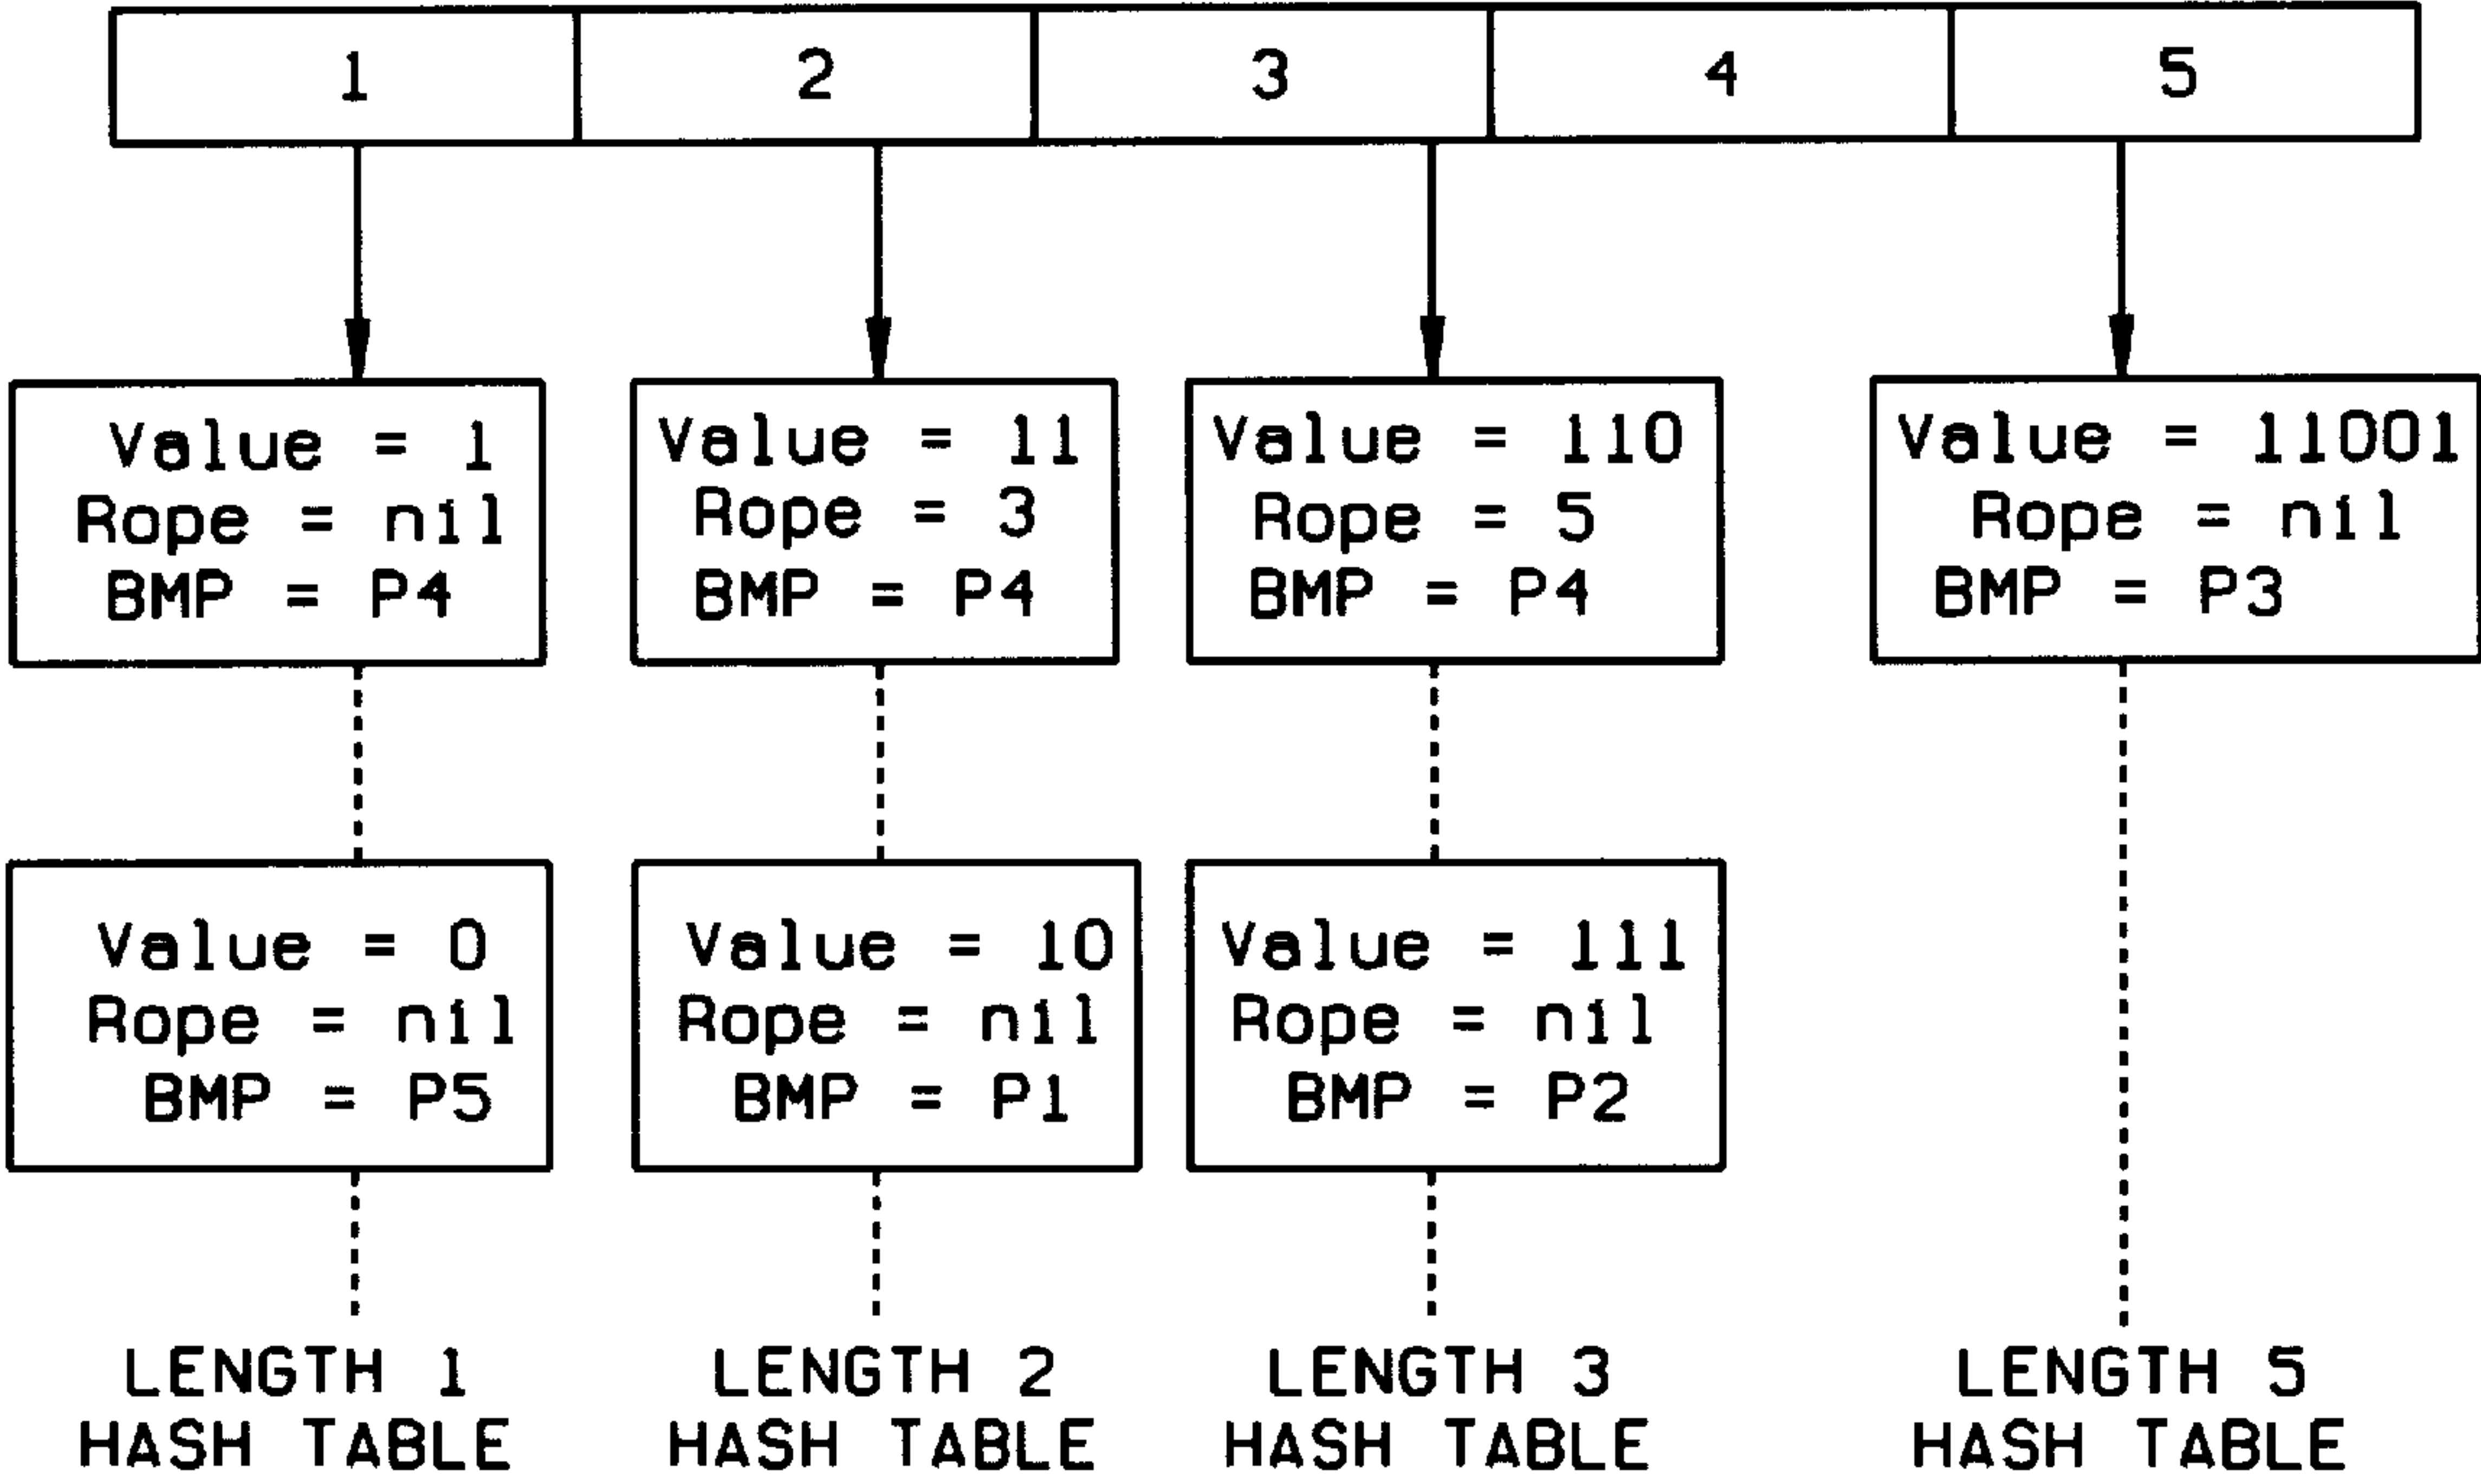 1 2 3 4 5
Value = 1
Rope = nil
BMP = P4
Value = 11
Rope = 3
BMP = P4
Value = 110
Rope = 5
BMP = P4
Value = 11001
Rope = nil
BMP = P3
Value = 0
Rope = nil
BMP = P5
Value = 10
Rope = nil
BMP = P1
Value = 111
Rope = nil
BMP = P2
LENGTH 1
HASH TABLE
LENGTH 2
HASH TABLE
LENGTH 3
HASH TABLE
LENGTH 5
HASH TABLE